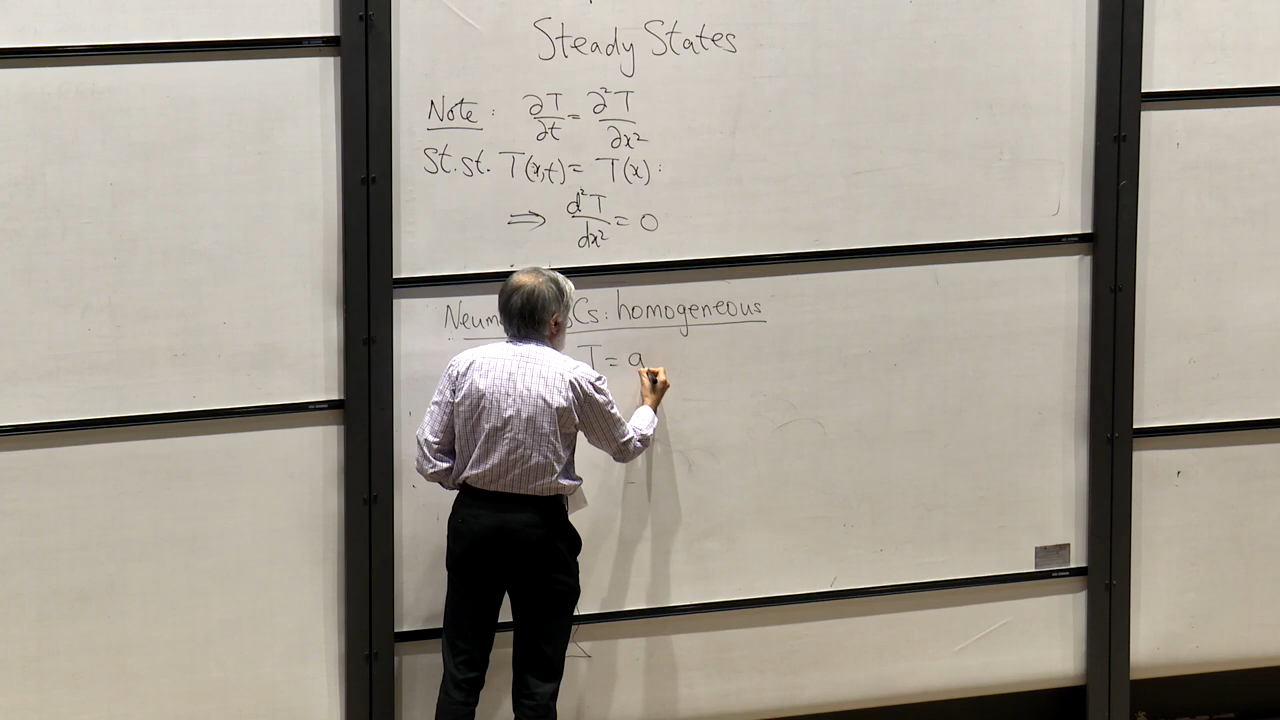 Steady States
Note: ∂T/∂t = ∂²T/∂x²
St. st. T(x,t) = T(x):
⇒ d²T/dx² = 0
Cs: homogeneous
T = a